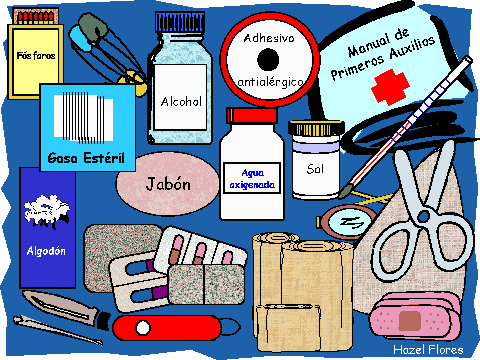 Fósforos
Adhesivo
antialérgico
Manual de
Primeros Auxilios
Alcohol
Gasa Estéril
Jabón
Agua
oxigenada
Sal
Algodón
Hazel Flores